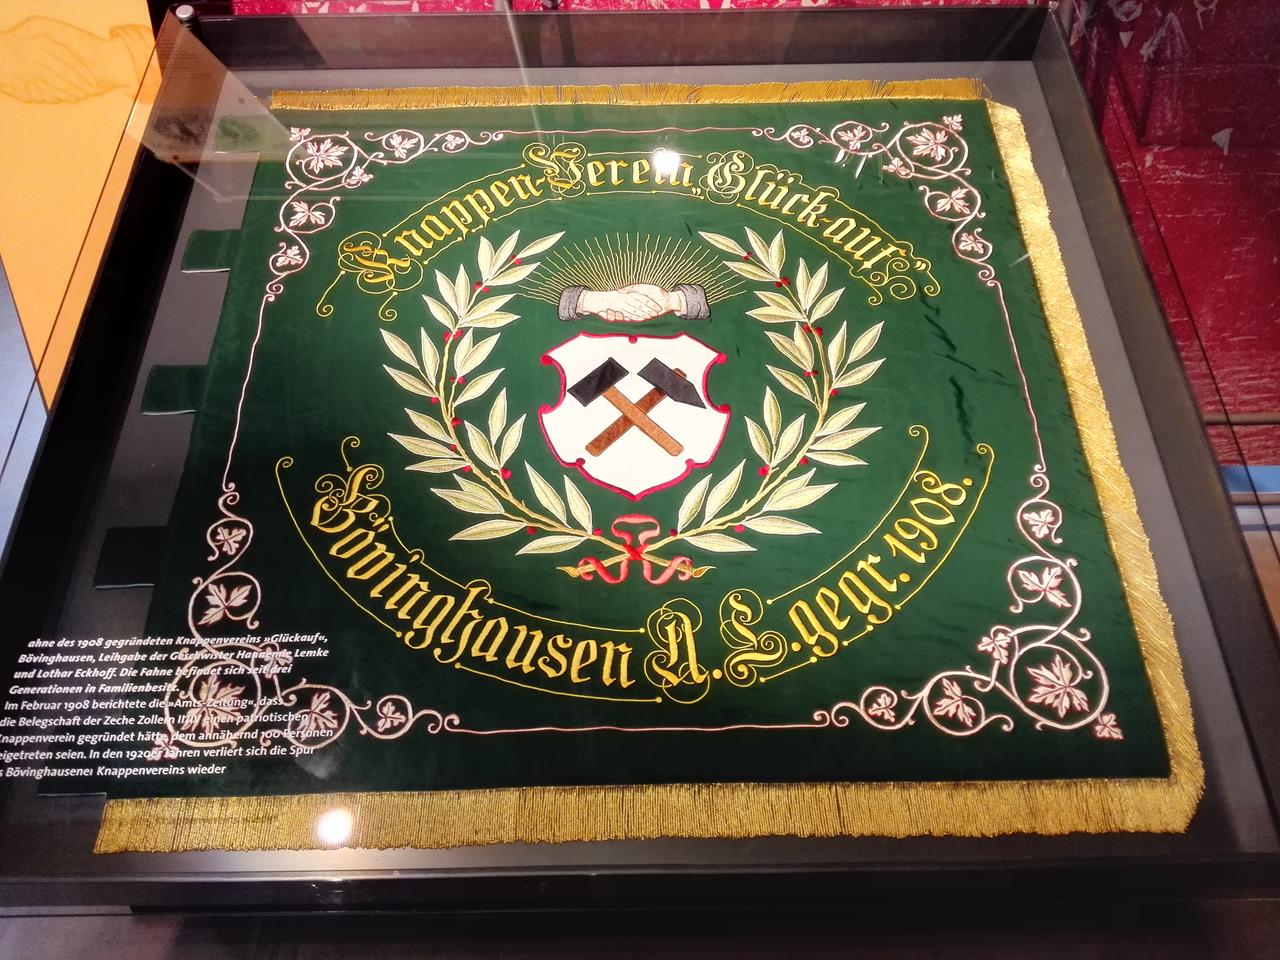 Knappen-Verein „Glück-auf"
Bövinghausen A. L. gegr. 1908.
ahne des 1908 gegründeten Knappenvereins »Glückauf«,
Bövinghausen, Leihgabe der Geschwister Hannemie Lemke
und Lothar Eckhoff. Die Fahne befindet sich seit drei
Generationen in Familienbesitz.
Im Februar 1908 berichtete die »Amts-Zeitung«, dass
die Belegschaft der Zeche Zollern II/IV einen patriotischen
Knappenverein gegründet hätte, dem annähernd 100 Personen
eigetreten seien. In den 1920er Jahren verliert sich die Spur
s Bövinghausener Knappenvereins wieder